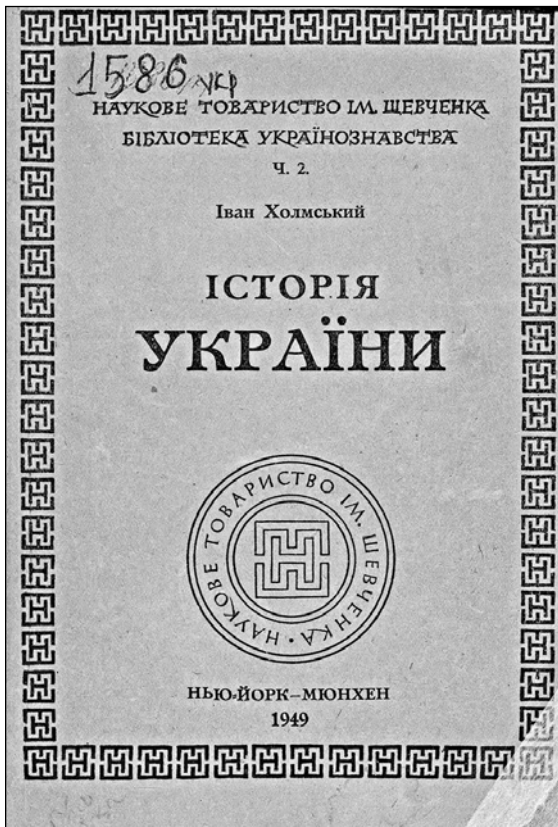 1586 укр
НАУКОВЕ ТОВАРИСТВО ІМ. ШЕВЧЕНКА
БІБЛІОТЕКА УКРАЇНОЗНАВСТВА
Ч. 2.
Іван Холмський
ІСТОРІЯ
УКРАЇНИ
НАУКОВЕ ТОВАРИСТВО ІМ. ШЕВЧЕНКА ·
НЬЮ-ЙОРК–МЮНХЕН
1949